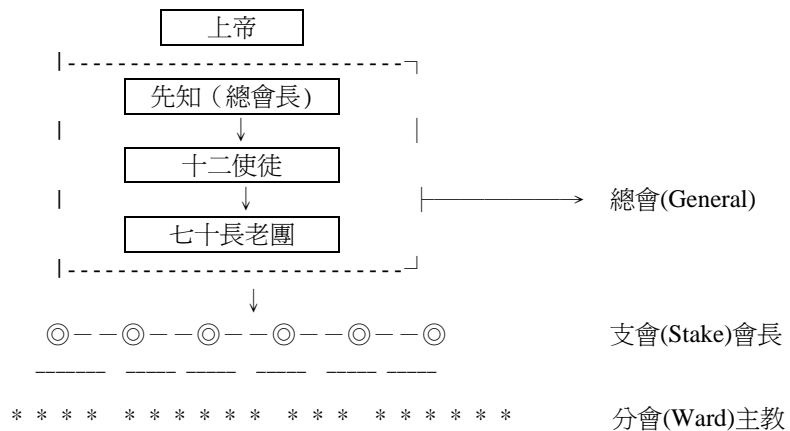 上帝
先知（總會長）
十二使徒
總會(General)
七十長老團
支會(Stake)會長
分會(Ward)主教